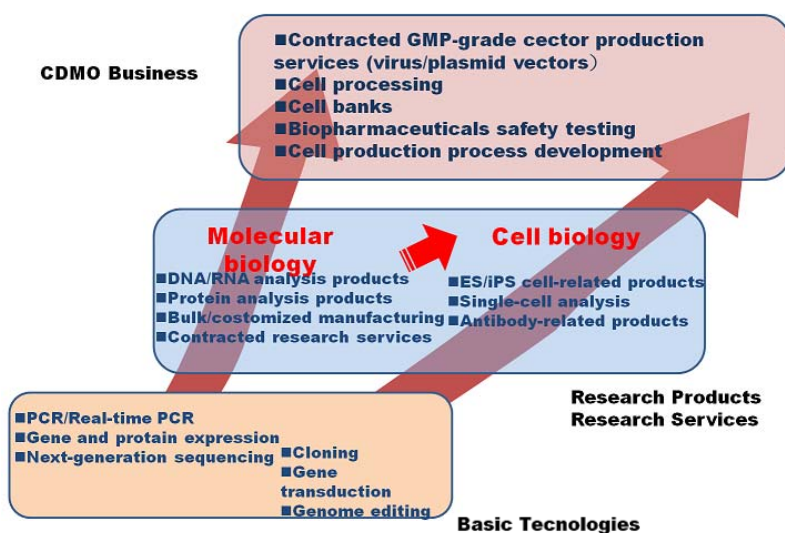 CDMO Business
■Contracted GMP-grade cector production
services (virus/plasmid vectors）
■Cell processing
■Cell banks
■Biopharmaceuticals safety testing
■Cell production process development
Molecular
biology
■DNA/RNA analysis products
■Protein analysis products
■Bulk/costomized manufacturing
■Contracted research services
Cell biology
■ES/iPS cell-related products
■Single-cell analysis
■Antibody-related products
Research Products
Research Services
■PCR/Real-time PCR
■Gene and protein expression
■Next-generation sequencing
■Cloning
■Gene
transduction
■Genome editing
Basic Tecnologies